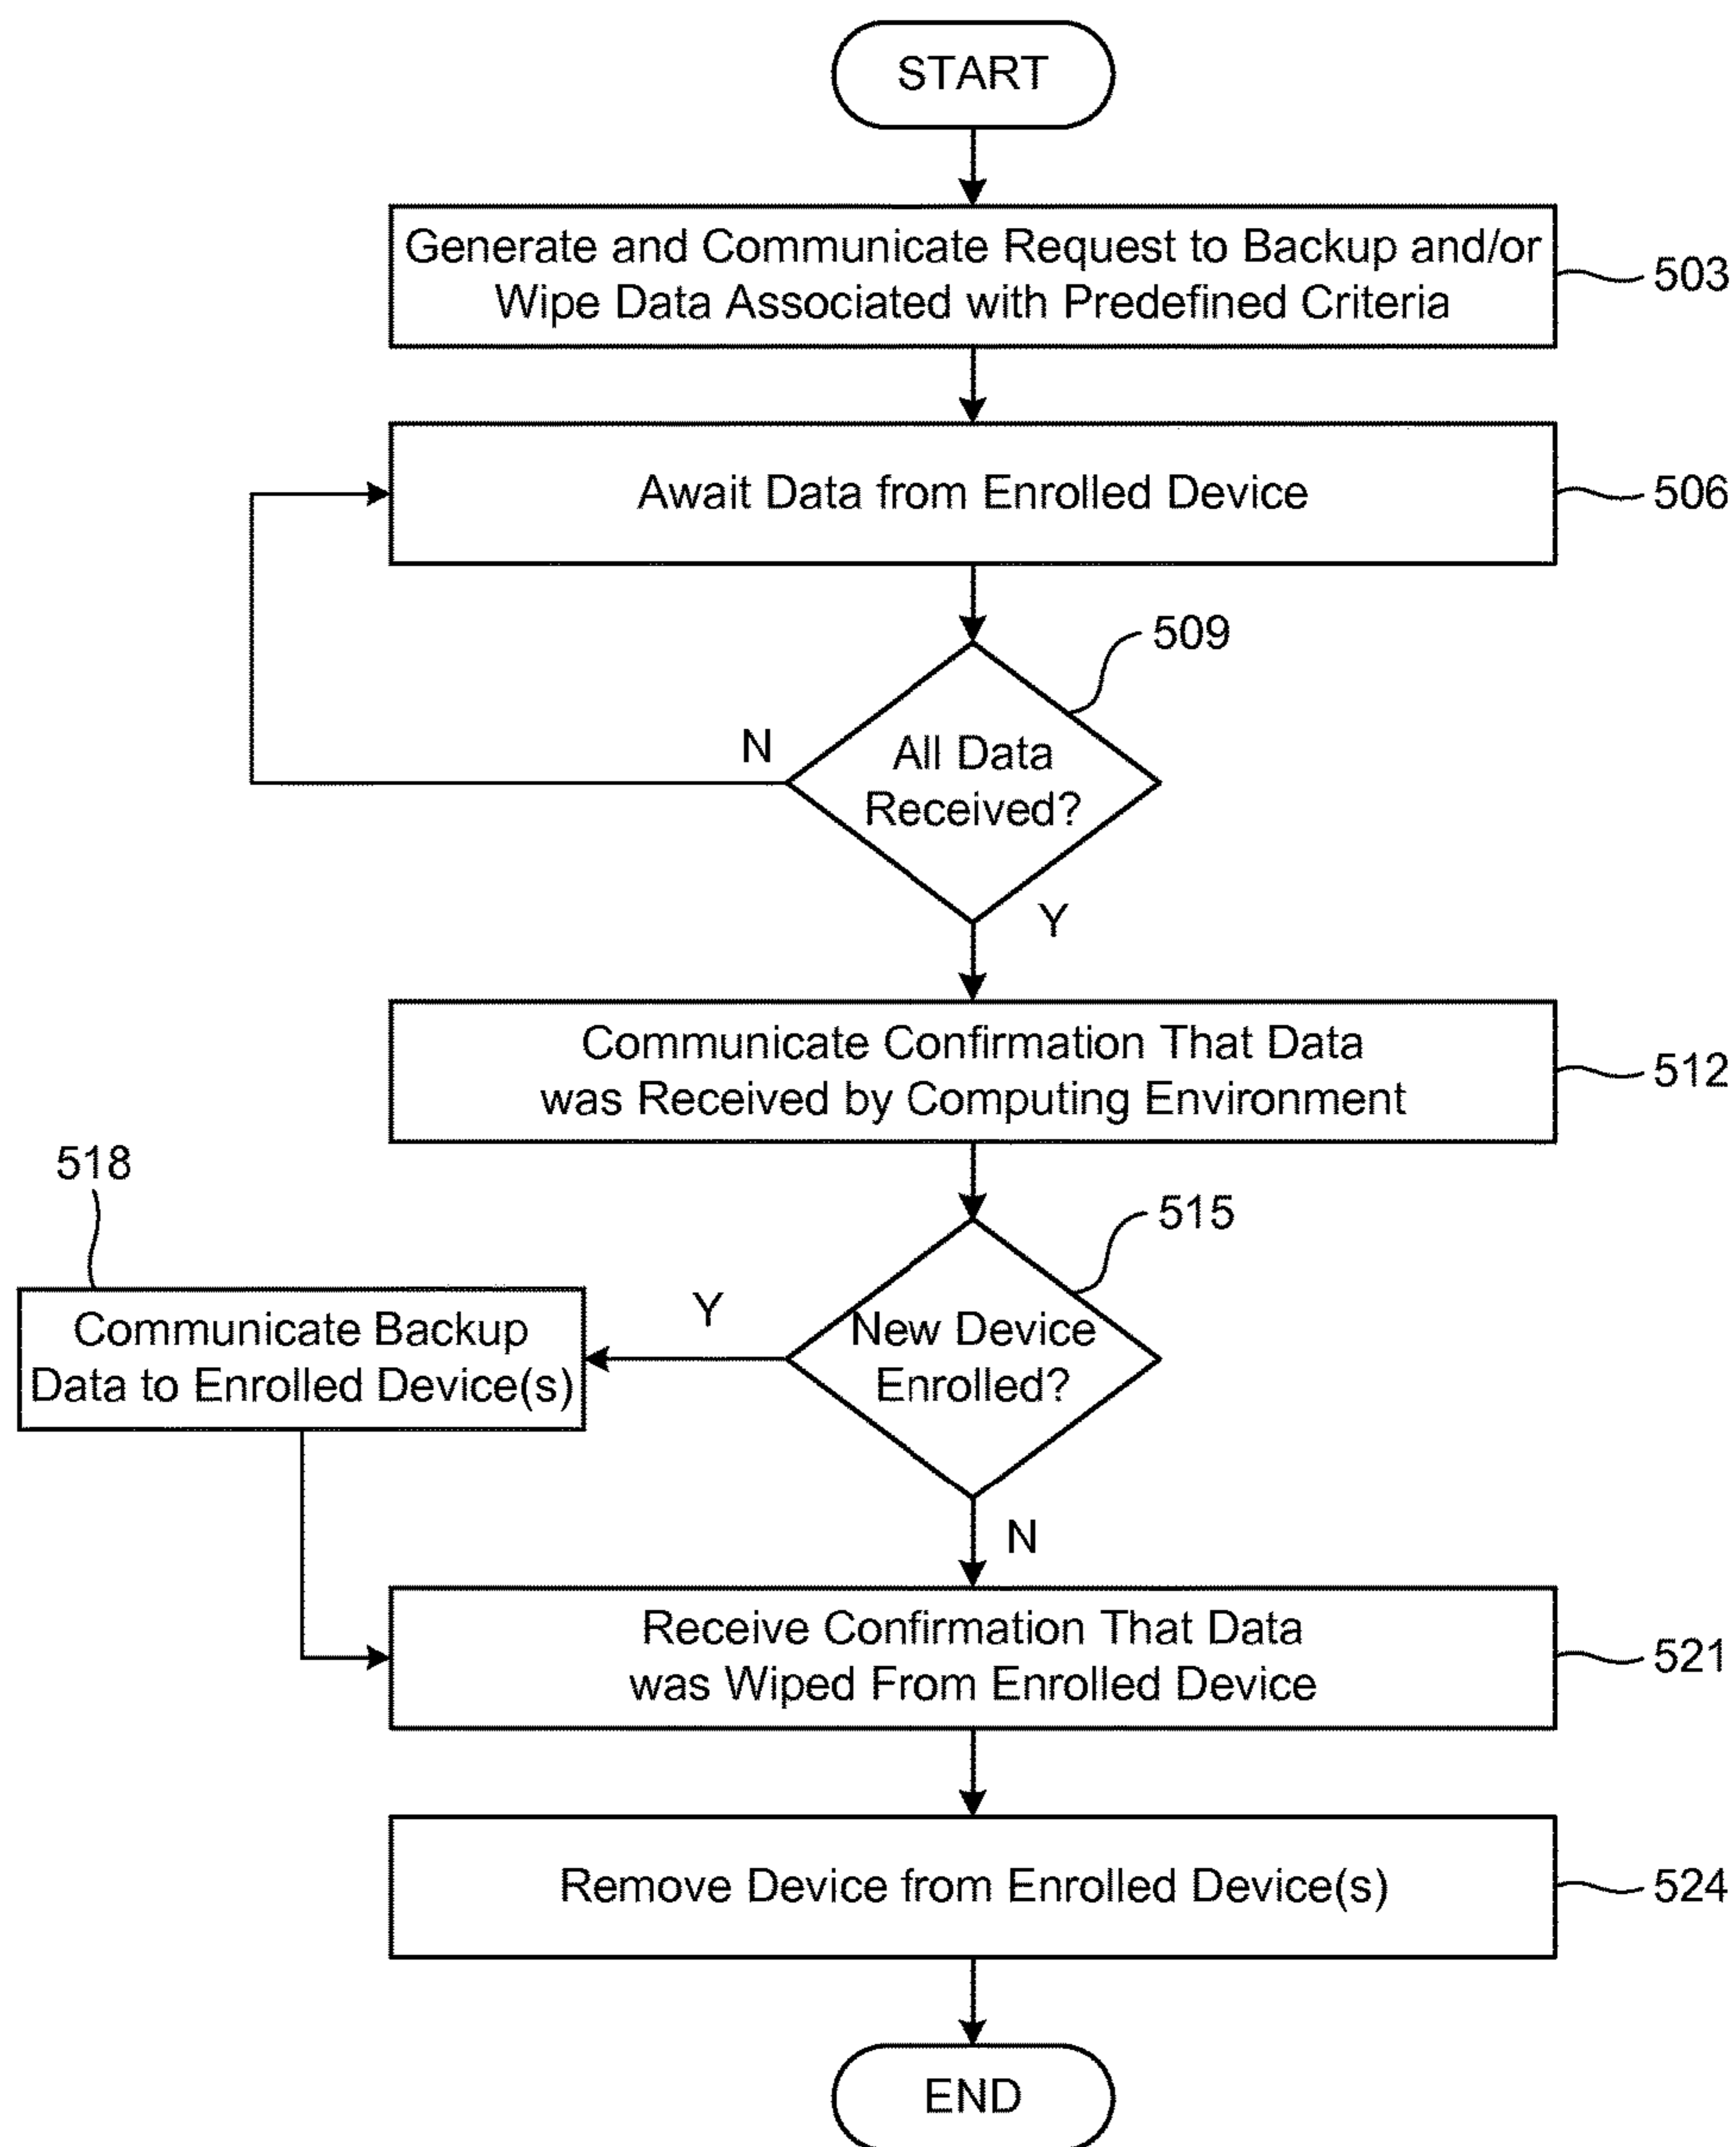 START
Generate and Communicate Request to Backup and/or
Wipe Data Associated with Predefined Criteria
503
Await Data from Enrolled Device
506
509
N
All Data
Received?
Y
Communicate Confirmation That Data
was Received by Computing Environment
512
518
515
Communicate Backup
Data to Enrolled Device(s)
Y
New Device
Enrolled?
N
Receive Confirmation That Data
was Wiped From Enrolled Device
521
Remove Device from Enrolled Device(s)
524
END